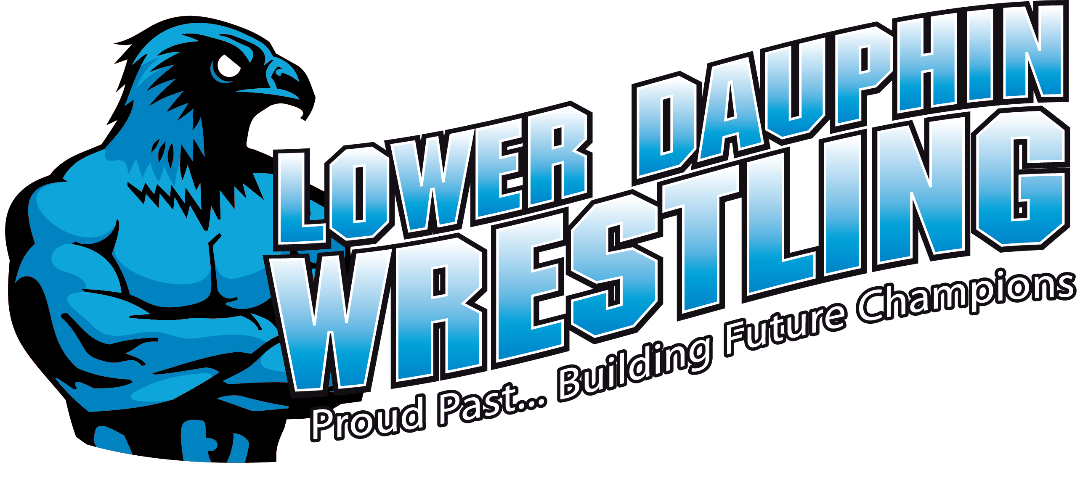 LOWER DAUPHIN
WRESTLING
Proud Past... Building Future Champions